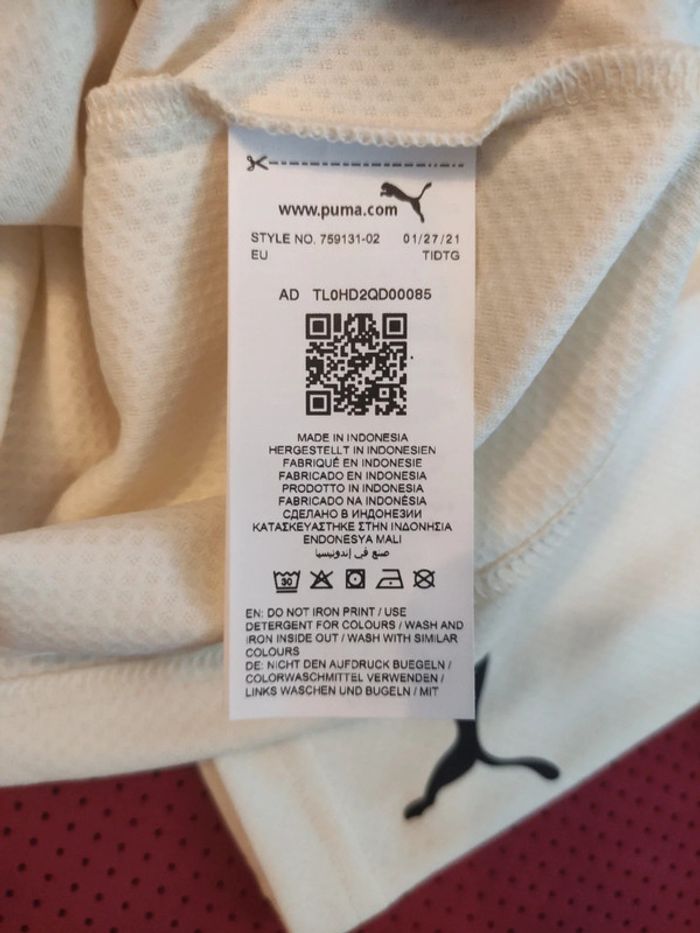 www.puma.com
STYLE NO. 759131-02 01/27/21
EU TIDTG
AD TL0HD2QD00085
MADE IN INDONESIA
HERGESTELLT IN INDONESIEN
FABRIQUÉ EN INDONESIE
FABRICADO EN INDONESIA
PRODOTTO IN INDONESIA
FABRICADO NA INDONÉSIA
СДЕЛАНО В ИНДОНЕЗИИ
ΚΑΤΑΣΚΕΥΑΣΤΗΚΕ ΣΤΗΝ ΙΝΔΟΝΗΣΙΑ
ENDONESYA MALI
صنع في إندونيسيا
30
EN: DO NOT IRON PRINT / USE
DETERGENT FOR COLOURS / WASH AND
IRON INSIDE OUT / WASH WITH SIMILAR
COLOURS
DE: NICHT DEN AUFDRUCK BUEGELN /
COLORWASCHMITTEL VERWENDEN /
LINKS WASCHEN UND BUGELN / MIT